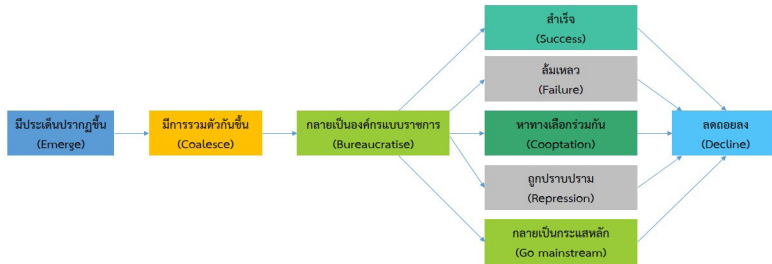 มีประเด็นปรากฏขึ้น
(Emerge)
มีการรวมตัวกันขึ้น
(Coalesce)
กลายเป็นองค์กรแบบราชการ
(Bureaucratise)
สำเร็จ
(Success)
ล้มเหลว
(Failure)
หาทางเลือกร่วมกัน
(Cooptation)
ถูกปราบปราม
(Repression)
กลายเป็นกระแสหลัก
(Go mainstream)
ลดถอยลง
(Decline)